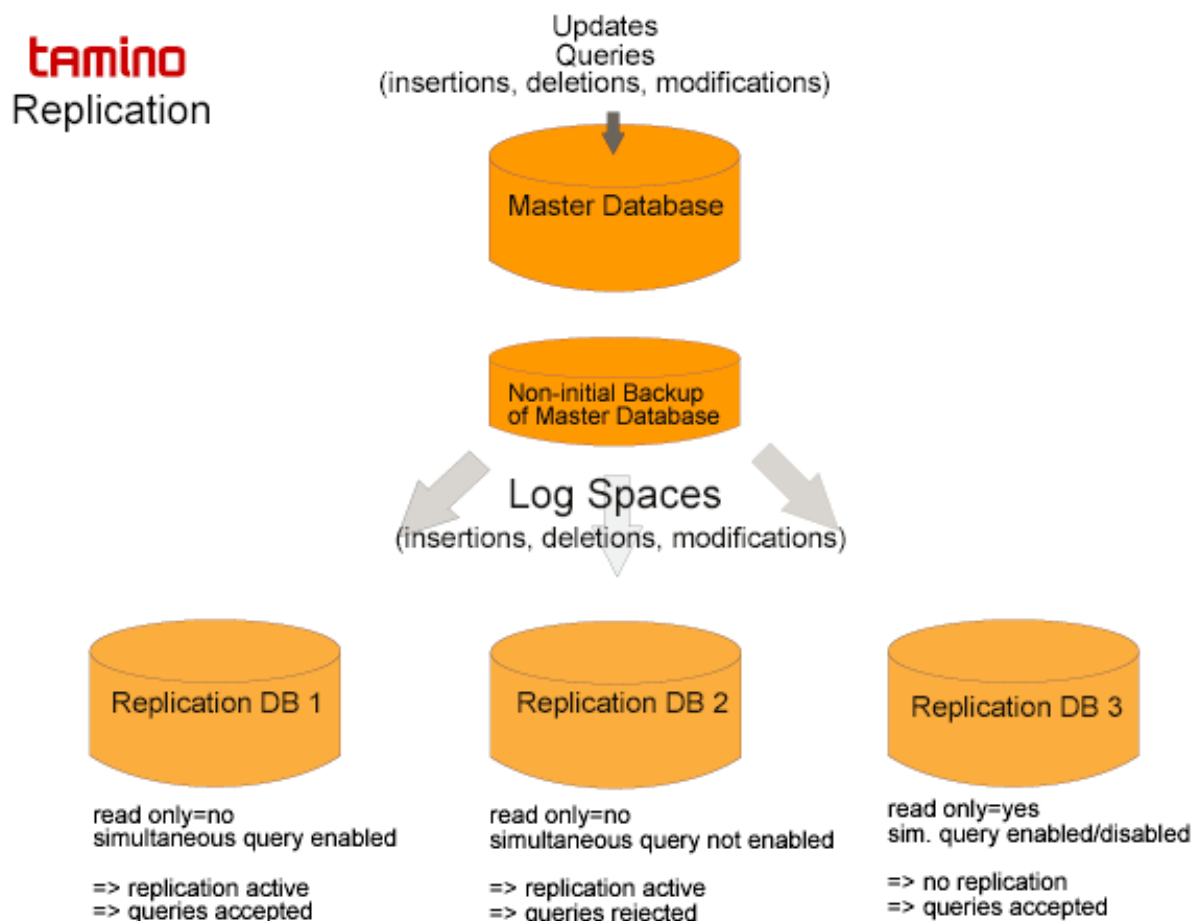 tamino
Replication
Updates
Queries
(insertions, deletions, modifications)
Master Database
Non-initial Backup
of Master Database
Log Spaces
(insertions, deletions, modifications)
Replication DB 1
read only=no
simultaneous query enabled
=> replication active
=> queries accepted
Replication DB 2
read only=no
simultaneous query not enabled
=> replication active
=> queries rejected
Replication DB 3
read only=yes
sim. query enabled/disabled
=> no replication
=> queries accepted